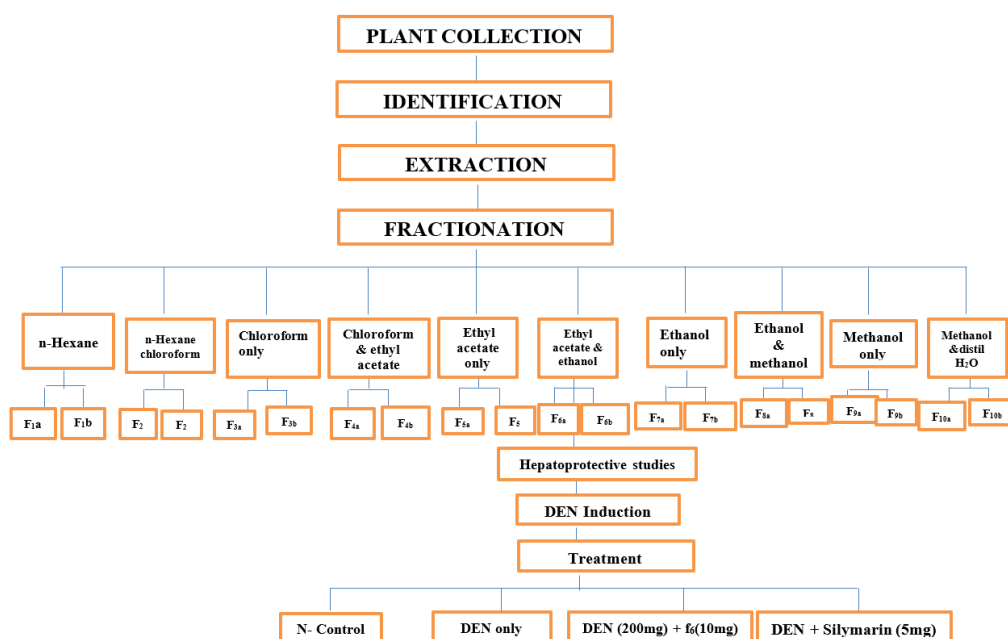 PLANT COLLECTION
IDENTIFICATION
EXTRACTION
FRACTIONATION
n-Hexane
n-Hexane
chloroform
Chloroform
only
Chloroform
& ethyl
acetate
Ethyl
acetate
only
Ethyl
acetate &
ethanol
Ethanol
only
Ethanol
&
methanol
Methanol
only
Methanol
&distil
H₂O
F₁a
F₁b
F₂
F₂
F₃ₐ
F₃b
F₄ₐ
F₄b
F₅ₐ
F₅
F₆ₐ
F₆b
F₇ₐ
F₇b
F₈ₐ
F₈
F₉ₐ
F₉b
F₁₀ₐ
F₁₀b
Hepatoprotective studies
DEN Induction
Treatment
N- Control
DEN only
DEN (200mg) + f₆(10mg)
DEN + Silymarin (5mg)